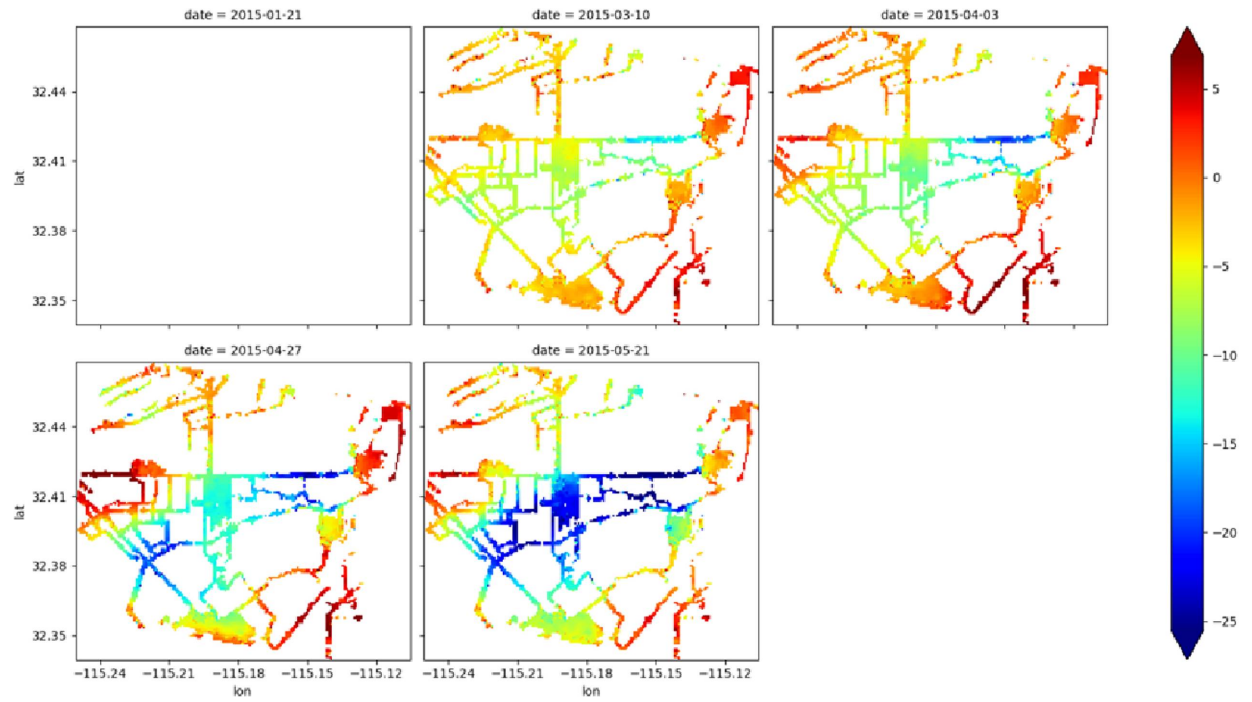 date = 2015-01-21
date = 2015-03-10
date = 2015-04-03
lat
32.44
32.41
32.38
32.35
date = 2015-04-27
date = 2015-05-21
lat
32.44
32.41
32.38
32.35
−115.24 −115.21 −115.18 −115.15 −115.12
lon
−115.24 −115.21 −115.18 −115.15 −115.12
lon
5
0
−5
−10
−15
−20
−25